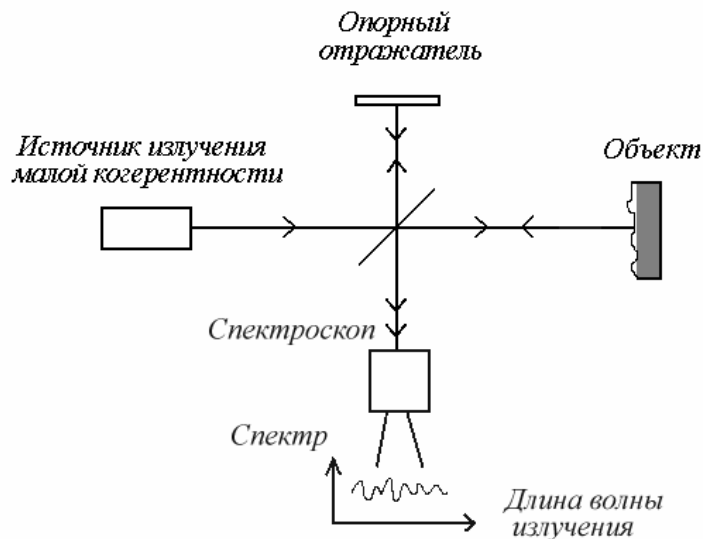 Опорный
отражатель
Источник излучения
малой когерентности
Объект
Спектроскоп
Спектр
Длина волны
излучения